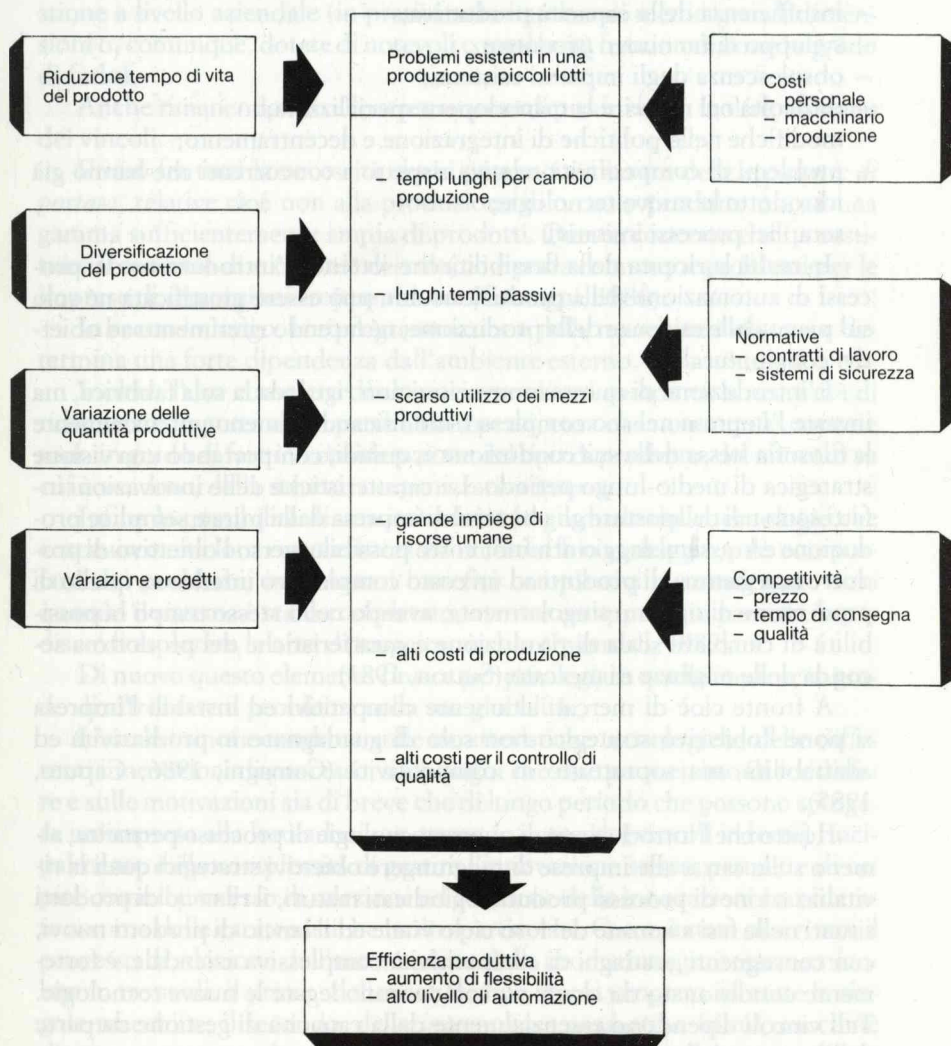 Riduzione tempo di vita
del prodotto
Diversificazione
del prodotto
Variazione delle
quantità produttive
Variazione progetti
Problemi esistenti in una
produzione a piccoli lotti
– tempi lunghi per cambio
produzione
– lunghi tempi passivi
– scarso utilizzo dei mezzi
produttivi
– grande impiego di
risorse umane
– alti costi di produzione
– alti costi per il controllo di
qualità
Costi
– personale
– macchinario
– produzione
Normative
– contratti di lavoro
– sistemi di sicurezza
Competitività
– prezzo
– tempo di consegna
– qualità
Efficienza produttiva
– aumento di flessibilità
– alto livello di automazione